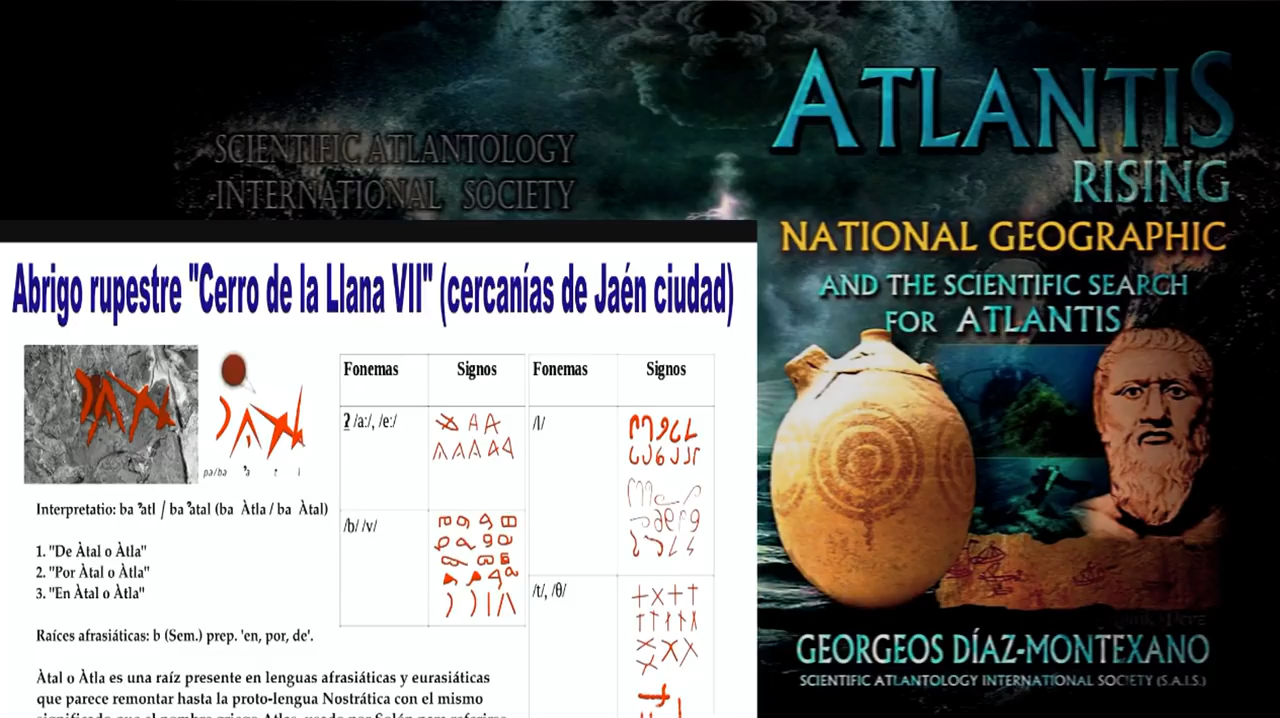 SCIENTIFIC ATLANTOLOGY
INTERNATIONAL SOCIETY
ATLANTIS
RISING
NATIONAL GEOGRAPHIC
AND THE SCIENTIFIC SEARCH
FOR ATLANTIS
GEORGEOS DÍAZ-MONTEXANO
SCIENTIFIC ATLANTOLOGY INTERNATIONAL SOCIETY (S.A.I.S.)
Abrigo rupestre "Cerro de la Llana VII" (cercanías de Jaén ciudad)
Fonemas Signos Fonemas Signos
ʔ /a:/, /e:/ /l/
/b/ /v/
/t/, /θ/
pa/ba ʾa t l
Interpretatio: ba ʾatl / ba ʾatal (ba Àtla / ba Àtal)
1. "De Àtal o Àtla"
2. "Por Àtal o Àtla"
3. "En Àtal o Àtla"
Raíces afrasiáticas: b (Sem.) prep. 'en, por, de'.
Àtal o Àtla es una raíz presente en lenguas afrasiáticas y eurasiáticas
que parece remontar hasta la proto-lengua Nostrática con el mismo